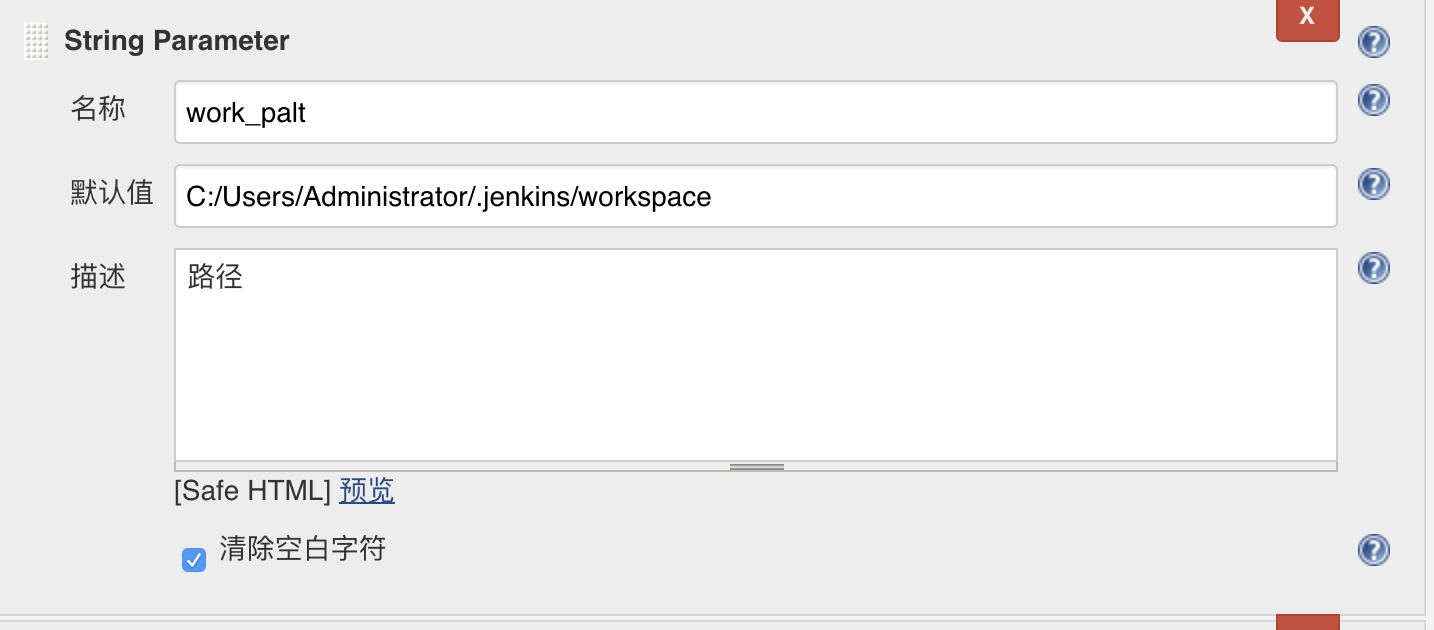 String Parameter
X
名称
work_palt
默认值
C:/Users/Administrator/.jenkins/workspace
描述
路径
[Safe HTML] 预览
清除空白字符